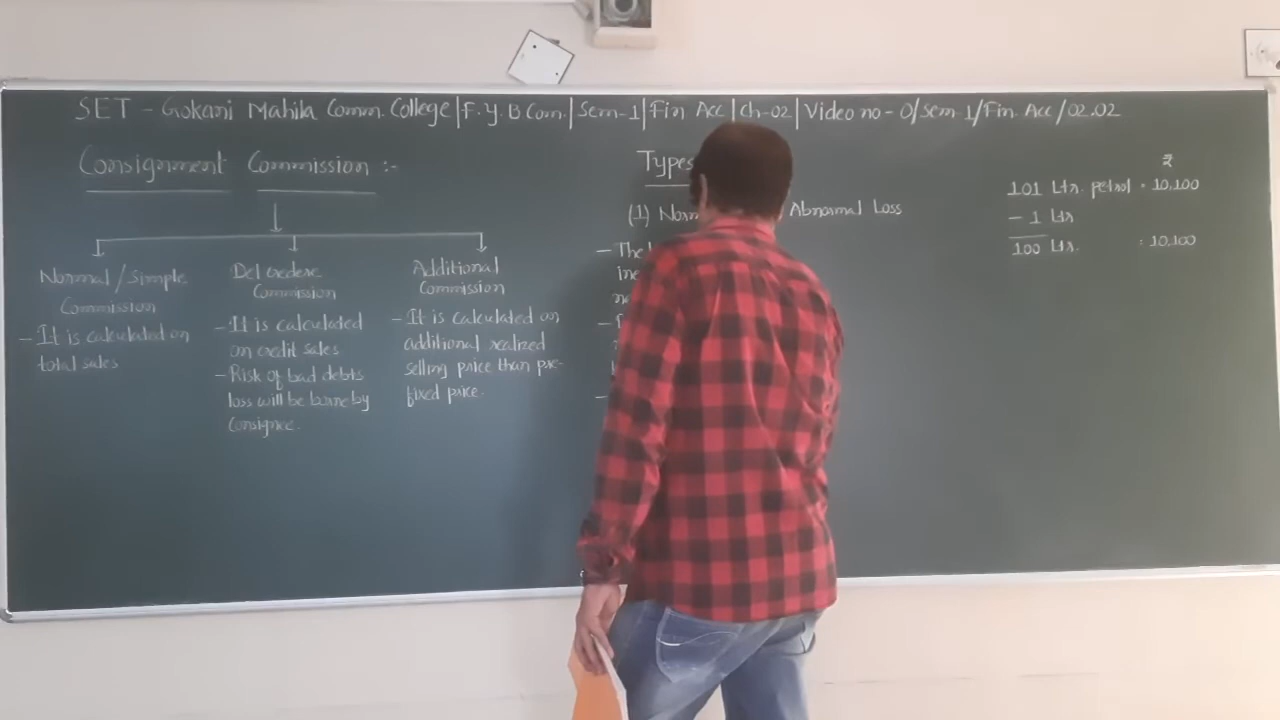 SET - Gokani Mahila Comm. College | F. Y. B Com. | Sem-1 | Fin Acc | Ch-02 | Video no - 0/Sem 1/Fin. Acc /02.02
Consignment Commission :-
Normal / Simple
Commission
- It is calculated on
total sales
Del credere
Commission
- It is calculated
on credit sales
- Risk of bad debts
loss will be borne by
Consignee.
Additional
Commission
- It is calculated on
additional realized
selling price than pre-
fixed price.
Types
(1) Abnormal Loss
- The
₹
101 Ltr. petrol = 10,100
- 1 Ltr
100 Ltr. : 10,100